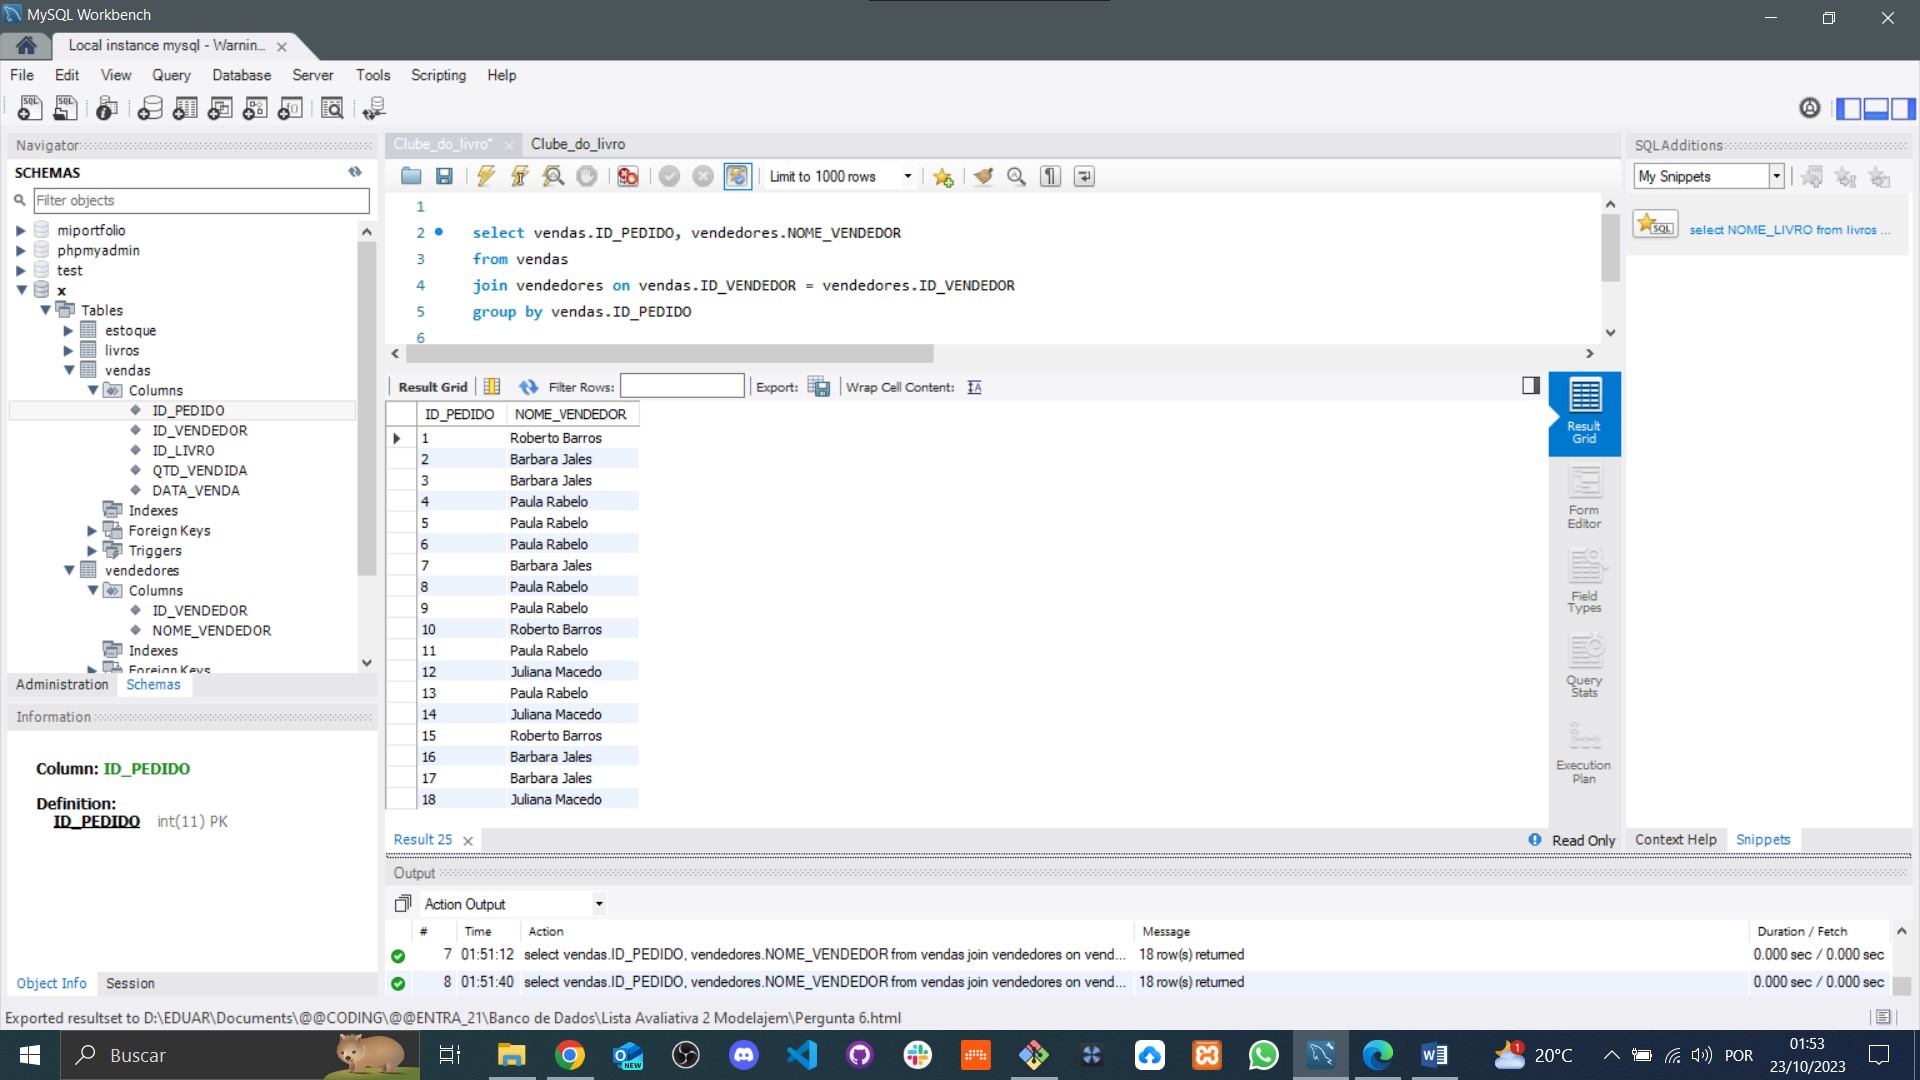 MySQL Workbench
Local instance mysql - Warnin...
File Edit View Query Database Server Tools Scripting Help
Navigator
SCHEMAS
Filter objects
miportfolio
phpmyadmin
test
x
Tables
estoque
livros
vendas
Columns
ID_PEDIDO
ID_VENDEDOR
ID_LIVRO
QTD_VENDIDA
DATA_VENDA
Indexes
Foreign Keys
Triggers
vendedores
Columns
ID_VENDEDOR
NOME_VENDEDOR
Indexes
Foreign Keys
Administration Schemas
Information
Column: ID_PEDIDO
Definition:
ID_PEDIDO int(11) PK
Object Info Session
Clube_do_livro* Clube_do_livro
Limit to 1000 rows
1
2 select vendas.ID_PEDIDO, vendedores.NOME_VENDEDOR
3 from vendas
4 join vendedores on vendas.ID_VENDEDOR = vendedores.ID_VENDEDOR
5 group by vendas.ID_PEDIDO
6
Result Grid Filter Rows: Export: Wrap Cell Content:
ID_PEDIDO NOME_VENDEDOR
1 Roberto Barros
2 Barbara Jales
3 Barbara Jales
4 Paula Rabelo
5 Paula Rabelo
6 Paula Rabelo
7 Barbara Jales
8 Paula Rabelo
9 Paula Rabelo
10 Roberto Barros
11 Paula Rabelo
12 Juliana Macedo
13 Paula Rabelo
14 Juliana Macedo
15 Roberto Barros
16 Barbara Jales
17 Barbara Jales
18 Juliana Macedo
Result Grid
Form Editor
Field Types
Query Stats
Execution Plan
Result 25 Read Only
SQLAdditions
My Snippets
SQL select NOME_LIVRO from livros ...
Context Help Snippets
Output
Action Output
# Time Action Message Duration / Fetch
7 01:51:12 select vendas.ID_PEDIDO, vendedores.NOME_VENDEDOR from vendas join vendedores on vend... 18 row(s) returned 0.000 sec / 0.000 sec
8 01:51:40 select vendas.ID_PEDIDO, vendedores.NOME_VENDEDOR from vendas join vendedores on vend... 18 row(s) returned 0.000 sec / 0.000 sec
Exported resultset to D:\EDUAR\Documents\@@CODING\@@ENTRA_21\Banco de Dados\Lista Avaliativa 2 Modelajem\Pergunta 6.html
Buscar
NEW
1
20°C
POR
01:53
23/10/2023